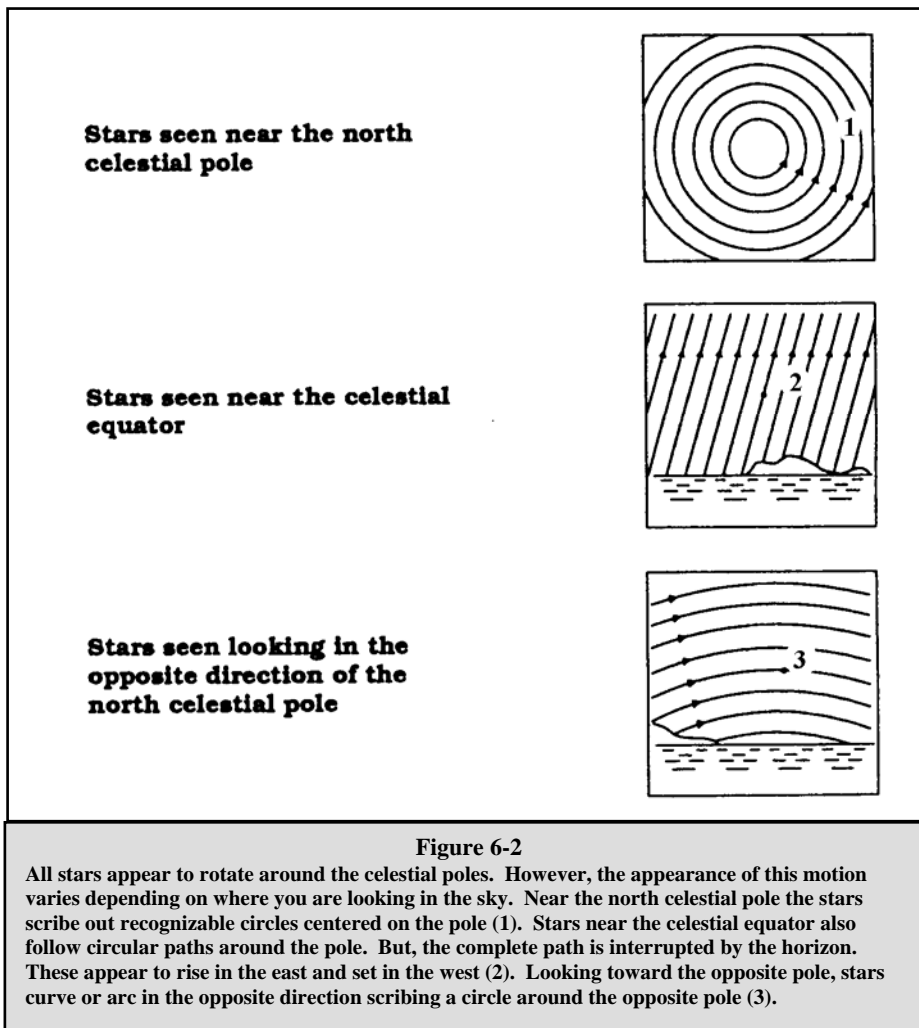 Stars seen near the north
celestial pole
1
Stars seen near the celestial
equator
2
Stars seen looking in the
opposite direction of the
north celestial pole
3
Figure 6-2
All stars appear to rotate around the celestial poles. However, the appearance of this motion
varies depending on where you are looking in the sky. Near the north celestial pole the stars
scribe out recognizable circles centered on the pole (1). Stars near the celestial equator also
follow circular paths around the pole. But, the complete path is interrupted by the horizon.
These appear to rise in the east and set in the west (2). Looking toward the opposite pole, stars
curve or arc in the opposite direction scribing a circle around the opposite pole (3).